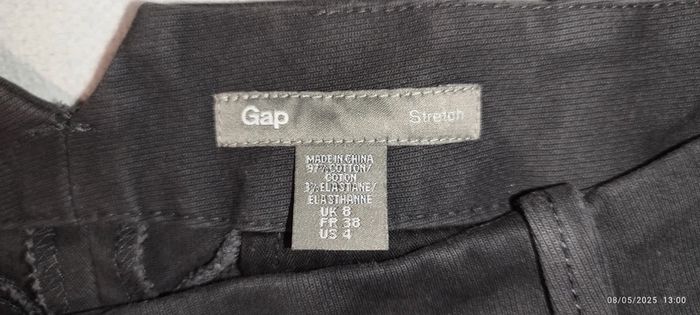 Gap
Stretch
MADE IN CHINA
97% COTTON/
COTON
3% ELASTANE/
ELASTHANNE
UK 8
FR 38
US 4
08/05/2025 13:00